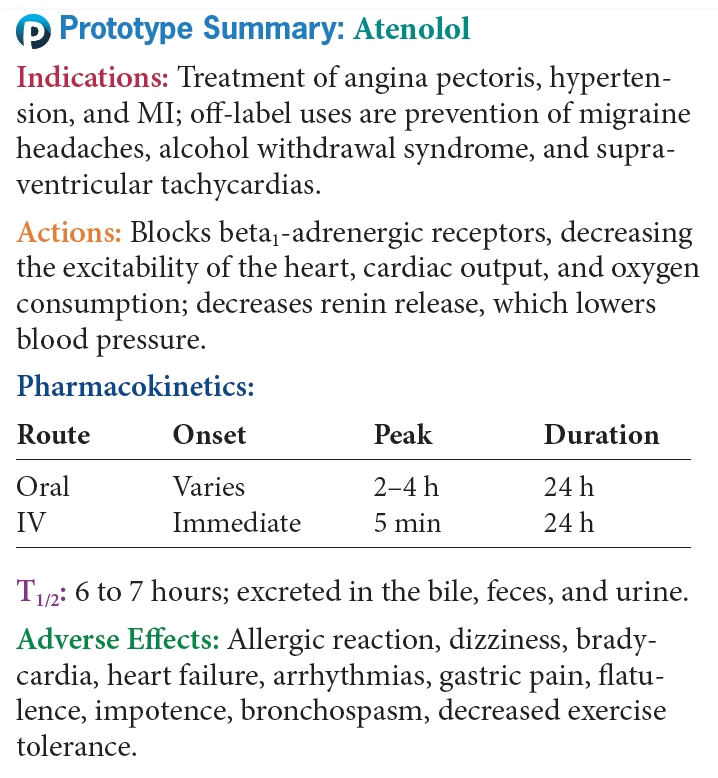 p Prototype Summary: Atenolol
Indications: Treatment of angina pectoris, hyperten-
sion, and MI; off-label uses are prevention of migraine
headaches, alcohol withdrawal syndrome, and supra-
ventricular tachycardias.
Actions: Blocks beta₁-adrenergic receptors, decreasing
the excitability of the heart, cardiac output, and oxygen
consumption; decreases renin release, which lowers
blood pressure.
Pharmacokinetics:
Route Onset Peak Duration
Oral Varies 2–4 h 24 h
IV Immediate 5 min 24 h
T₁/₂: 6 to 7 hours; excreted in the bile, feces, and urine.
Adverse Effects: Allergic reaction, dizziness, brady-
cardia, heart failure, arrhythmias, gastric pain, flatu-
lence, impotence, bronchospasm, decreased exercise
tolerance.